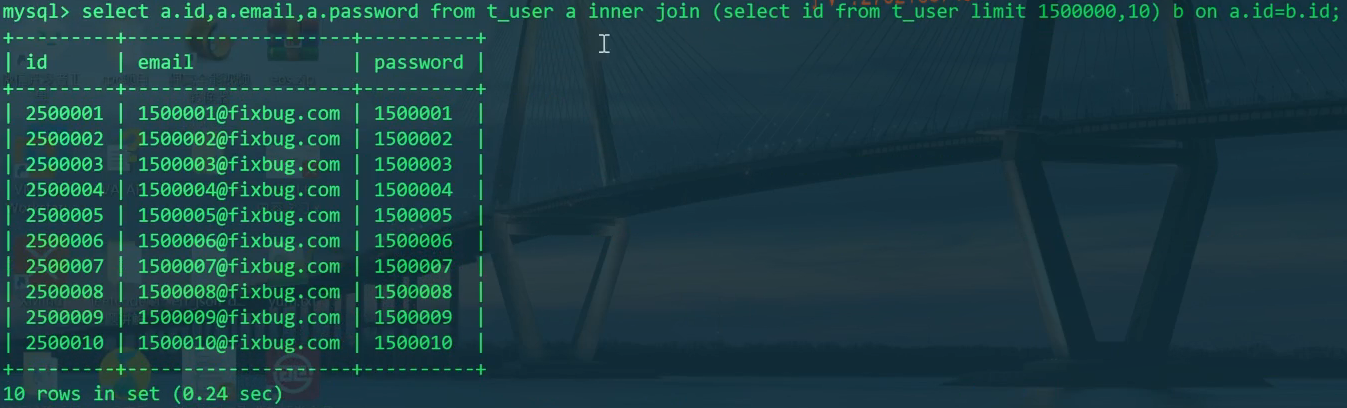 mysql> select a.id,a.email,a.password from t_user a inner join (select id from t_user limit 1500000,10) b on a.id=b.id;
+---------+--------------------+----------+
| id      | email              | password |
+---------+--------------------+----------+
| 2500001 | 1500001@fixbug.com | 1500001  |
| 2500002 | 1500002@fixbug.com | 1500002  |
| 2500003 | 1500003@fixbug.com | 1500003  |
| 2500004 | 1500004@fixbug.com | 1500004  |
| 2500005 | 1500005@fixbug.com | 1500005  |
| 2500006 | 1500006@fixbug.com | 1500006  |
| 2500007 | 1500007@fixbug.com | 1500007  |
| 2500008 | 1500008@fixbug.com | 1500008  |
| 2500009 | 1500009@fixbug.com | 1500009  |
| 2500010 | 1500010@fixbug.com | 1500010  |
+---------+--------------------+----------+
10 rows in set (0.24 sec)